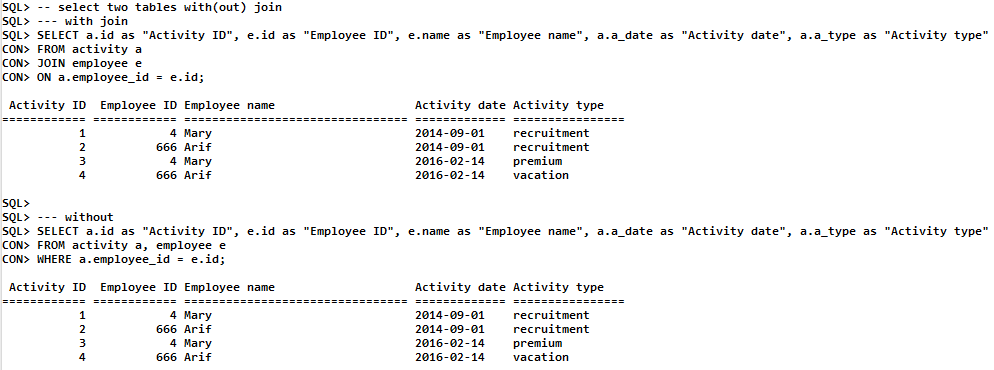 SQL> -- select two tables with(out) join
SQL> --- with join
SQL> SELECT a.id as "Activity ID", e.id as "Employee ID", e.name as "Employee name", a.a_date as "Activity date", a.a_type as "Activity type"
CON> FROM activity a
CON> JOIN employee e
CON> ON a.employee_id = e.id;
 Activity ID  Employee ID Employee name                    Activity date Activity type
============ ============ ================================ ============= ================
           1            4 Mary                             2014-09-01    recruitment
           2          666 Arif                             2014-09-01    recruitment
           3            4 Mary                             2016-02-14    premium
           4          666 Arif                             2016-02-14    vacation
SQL>
SQL> --- without
SQL> SELECT a.id as "Activity ID", e.id as "Employee ID", e.name as "Employee name", a.a_date as "Activity date", a.a_type as "Activity type"
CON> FROM activity a, employee e
CON> WHERE a.employee_id = e.id;
 Activity ID  Employee ID Employee name                    Activity date Activity type
============ ============ ================================ ============= ================
           1            4 Mary                             2014-09-01    recruitment
           2          666 Arif                             2014-09-01    recruitment
           3            4 Mary                             2016-02-14    premium
           4          666 Arif                             2016-02-14    vacation